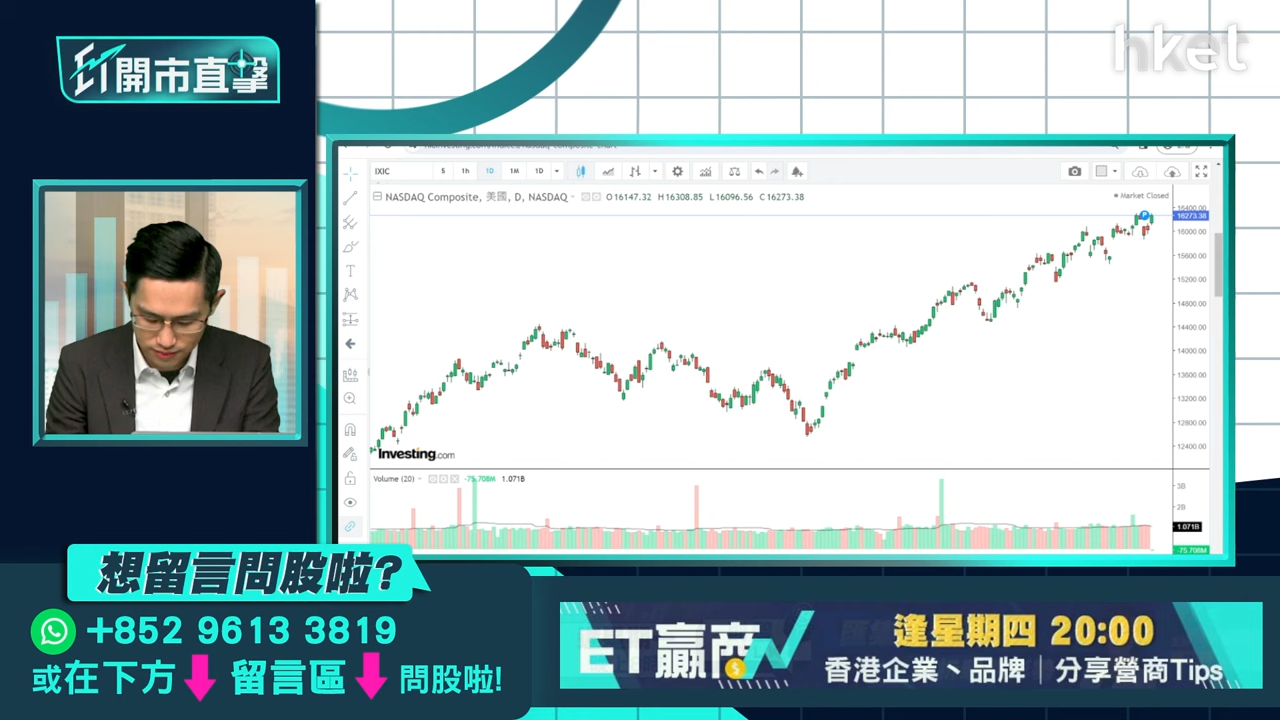 ET開市直擊
hket
IXIC 5 1h 1D 1M 1D
NASDAQ Composite, 美國, D, NASDAQ O16147.32 H16308.85 L16096.56 C16273.38
Market Closed
16400.00
16273.38
16000.00
15600.00
15200.00
14800.00
14400.00
14000.00
13600.00
13200.00
12800.00
12400.00
Investing.com
Volume (20) -75.708M 1.071B
3B
2B
1.071B
-75.708M
想留言問股啦?
+852 9613 3819
或在下方 留言區 問股啦!
ET贏商
逢星期四 20:00
香港企業、品牌|分享營商Tips